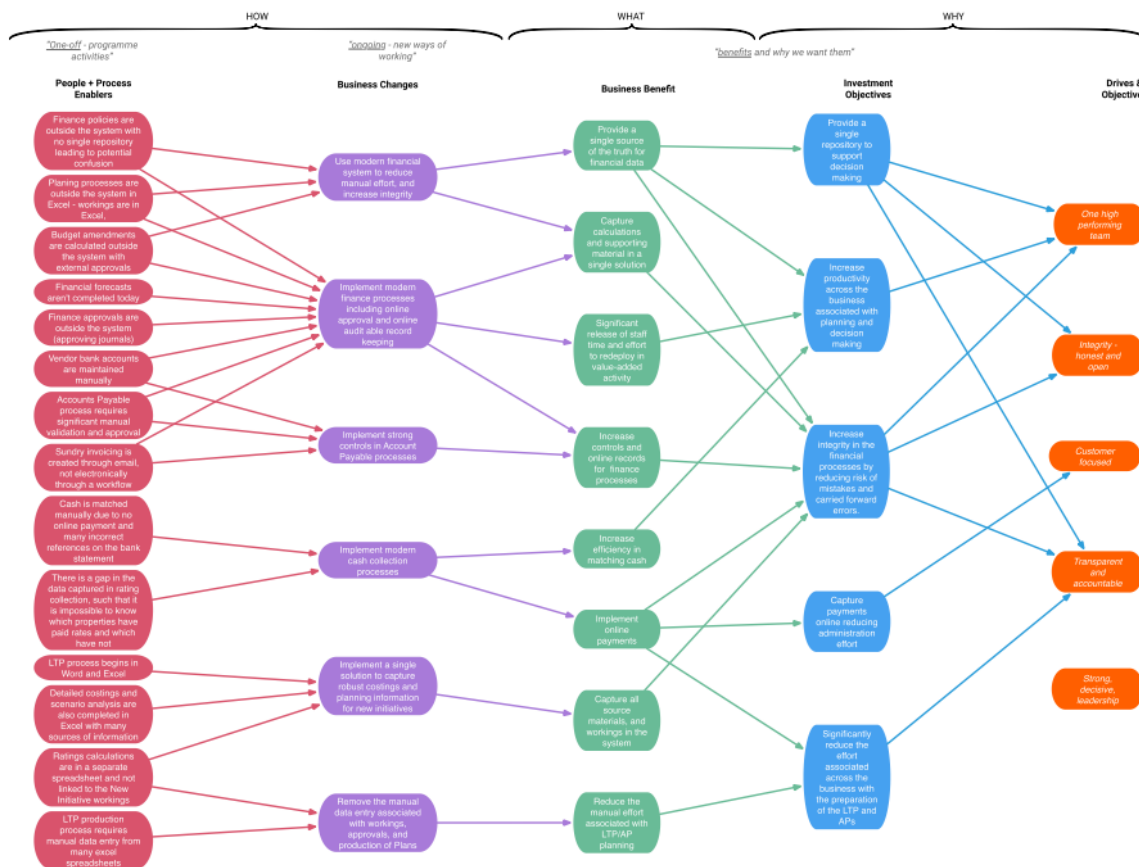 HOW
WHAT
WHY
"One-off - programme
activities"
"ongoing - new ways of
working"
"benefits and why we want them"
People + Process
Enablers
Business Changes
Business Benefit
Investment
Objectives
Drives &
Objective
Finance policies are
outside the system with
no single repository
leading to potential
confusion
Planing processes are
outside the system in
Excel - workings are in
Excel,
Budget amendments
are calculated outside
the system with
external approvals
Financial forecasts
aren't completed today
Finance approvals are
outside the system
(approving journals)
Vendor bank accounts
are maintained
manually
Accounts Payable
process requires
significant manual
validation and approval
Sundry invoicing is
created through email,
not electronically
through a workflow
Cash is matched
manually due to no
online payment and
many incorrect
references on the bank
statement
There is a gap in the
data captured in rating
collection, such that it
is impossible to know
which properties have
paid rates and which
have not
LTP process begins in
Word and Excel
Detailed costings and
scenario analysis are
also completed in
Excel with many
sources of information
Ratings calculations
are in a separate
spreadsheet and not
linked to the New
Initiative workings
LTP production
process requires
manual data entry from
many excel
spreadsheets
Use modern financial
system to reduce
manual effort, and
increase integrity
Implement modern
finance processes
including online
approval and online
audit able record
keeping
Implement strong
controls in Account
Payable processes
Implement modern
cash collection
processes
Implement a single
solution to capture
robust costings and
planning information
for new initiatives
Remove the manual
data entry associated
with workings,
approvals, and
production of Plans
Provide a
single source
of the truth for
financial data
Capture
calculations
and supporting
material in a
single solution
Significant
release of staff
time and effort
to redeploy in
value-added
activity
Increase
controls and
online records
for finance
processes
Increase
efficiency in
matching cash
Implement
online
payments
Capture all
source
materials, and
workings in the
system
Reduce the
manual effort
associated with
LTP/AP
planning
Provide a
single
repository to
support
decision
making
Increase
productivity
across the
business
associated with
planning and
decision
making
Increase
integrity in the
financial
processes by
reducing risk of
mistakes and
carried forward
errors.
Capture
payments
online reducing
administration
effort
Significantly
reduce the
effort
associated
across the
business with
the preparation
of the LTP and
APs
One high
performing
team
Integrity -
honest and
open
Customer
focused
Transparent
and
accountable
Strong,
decisive,
leadership